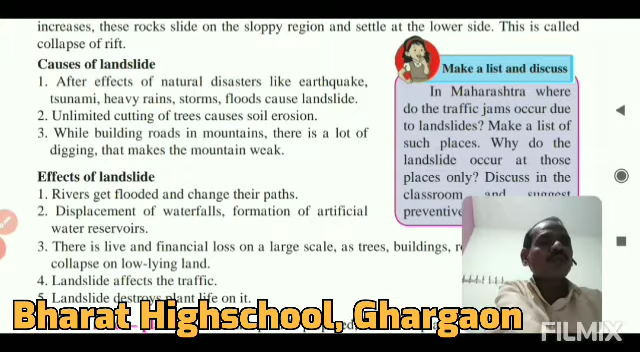 increases, these rocks slide on the sloppy region and settle at the lower side. This is called
collapse of rift.
Causes of landslide
1. After effects of natural disasters like earthquake,
tsunami, heavy rains, storms, floods cause landslide.
2. Unlimited cutting of trees causes soil erosion.
3. While building roads in mountains, there is a lot of
digging, that makes the mountain weak.
Effects of landslide
1. Rivers get flooded and change their paths.
2. Displacement of waterfalls, formation of artificial
water reservoirs.
3. There is live and financial loss on a large scale, as trees, buildings,
collapse on low-lying land.
4. Landslide affects the traffic.
5. Landslide destroys plant life on it.
Make a list and discuss
In Maharashtra where
do the traffic jams occur due
to landslides? Make a list of
such places. Why do the
landslide occur at those
places only? Discuss in the
classroom and suggest
preventive
Bharat Highschool, Ghargaon
FILMIX